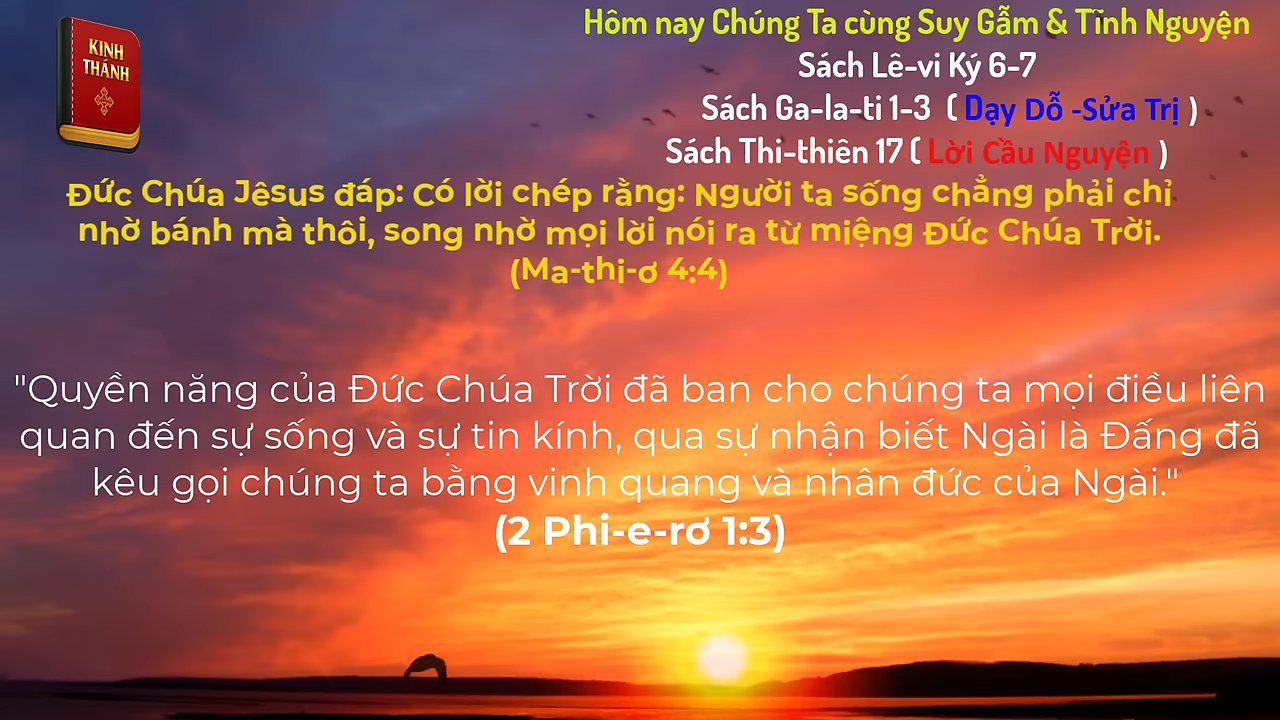 KINH
THÁNH
Hôm nay Chúng Ta cùng Suy Gẫm & Tĩnh Nguyện
Sách Lê-vi Ký 6-7
Sách Ga-la-ti 1-3 ( Dạy Dỗ -Sửa Trị )
Sách Thi-thiên 17 ( Lời Cầu Nguyện )
Đức Chúa Jêsus đáp: Có lời chép rằng: Người ta sống chẳng phải chỉ
nhờ bánh mà thôi, song nhờ mọi lời nói ra từ miệng Đức Chúa Trời.
(Ma-thi-ơ 4:4)
"Quyền năng của Đức Chúa Trời đã ban cho chúng ta mọi điều liên
quan đến sự sống và sự tin kính, qua sự nhận biết Ngài là Đấng đã
kêu gọi chúng ta bằng vinh quang và nhân đức của Ngài."
(2 Phi-e-rơ 1:3)